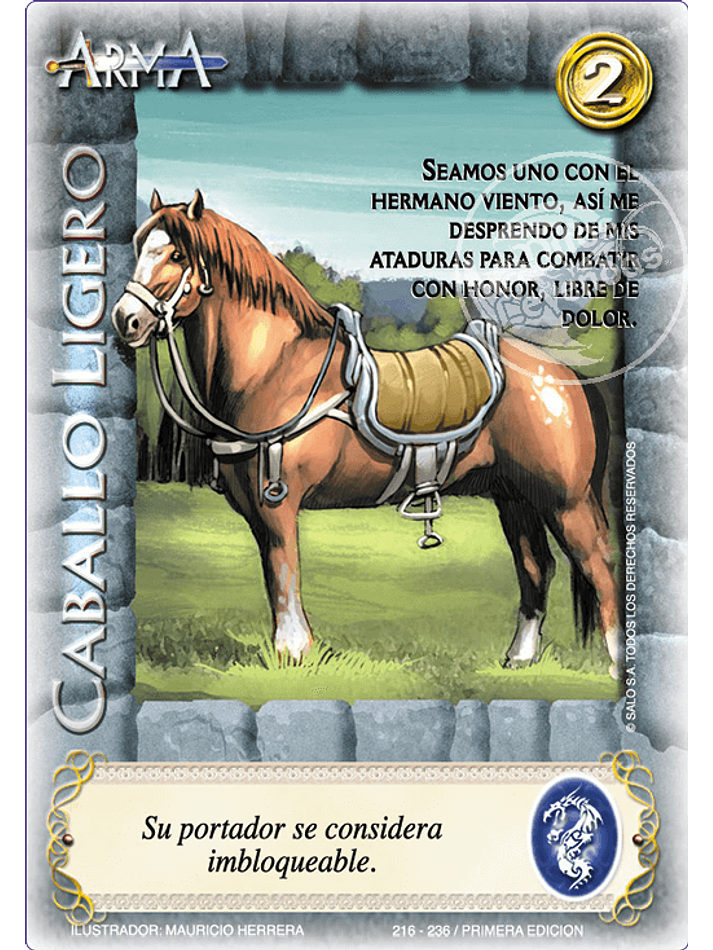 ARMA
2
CABALLO LIGERO
SEAMOS UNO CON EL
HERMANO VIENTO, ASÍ ME
DESPRENDO DE MIS
ATADURAS PARA COMBATIR
CON HONOR, LIBRE DE
DOLOR.
© SALO S.A. TODOS LOS DERECHOS RESERVADOS
Su portador se considera
imbloqueable.
ILUSTRADOR: MAURICIO HERRERA
216 - 236 / PRIMERA EDICION